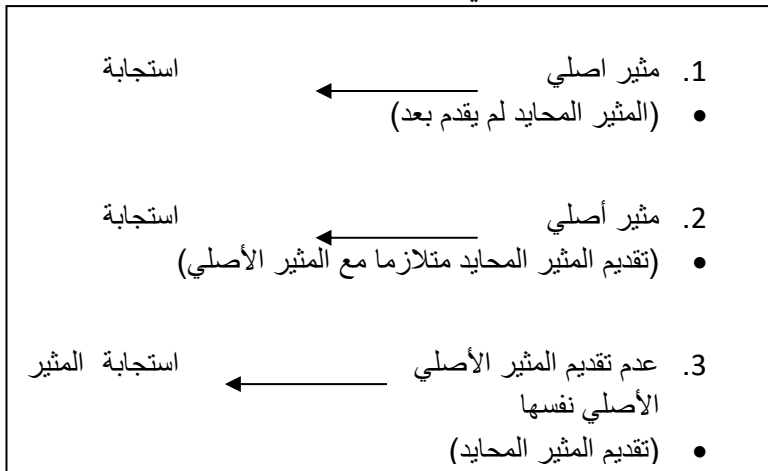 1. مثير اصلي استجابة
• (المثير المحايد لم يقدم بعد)
2. مثير أصلي استجابة
• (تقديم المثير المحايد متلازما مع المثير الأصلي)
3. عدم تقديم المثير الأصلي استجابة المثير
الأصلي نفسها
• (تقديم المثير المحايد)